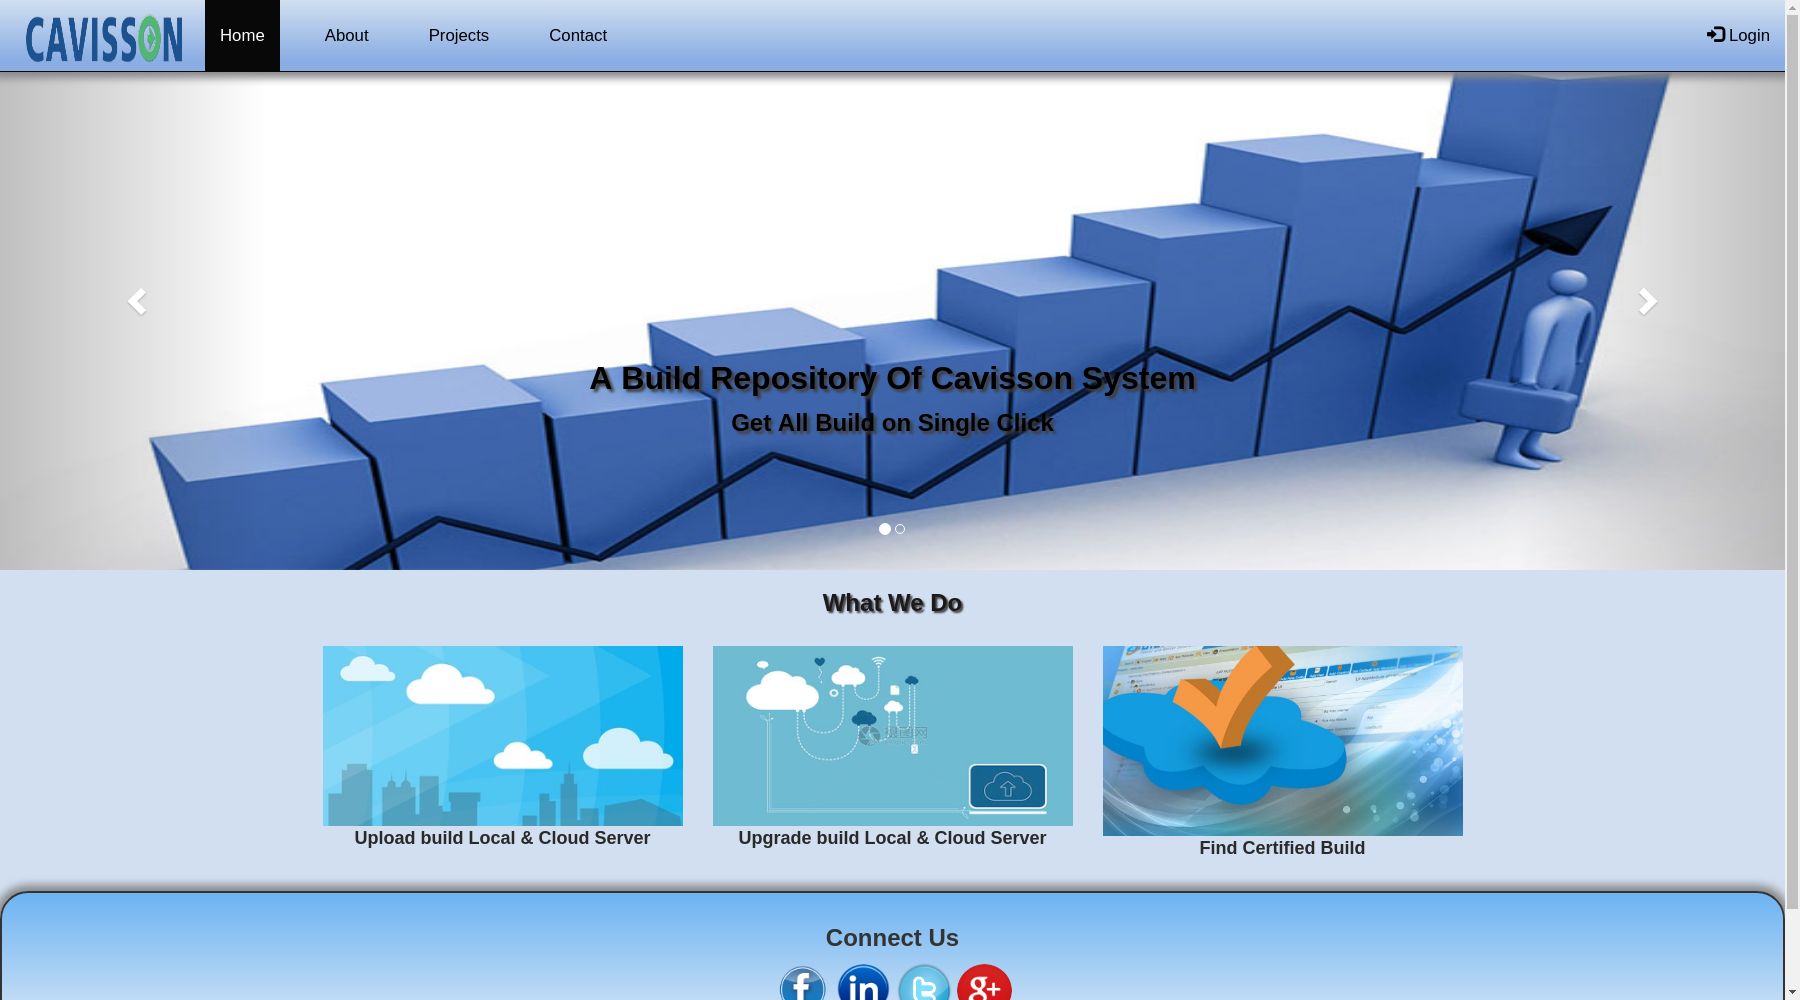 CAVISSON
Home
About
Projects
Contact
Login
A Build Repository Of Cavisson System
Get All Build on Single Click
What We Do
Upload build Local & Cloud Server
Upgrade build Local & Cloud Server
Find Certified Build
Connect Us
f
in
t
g+